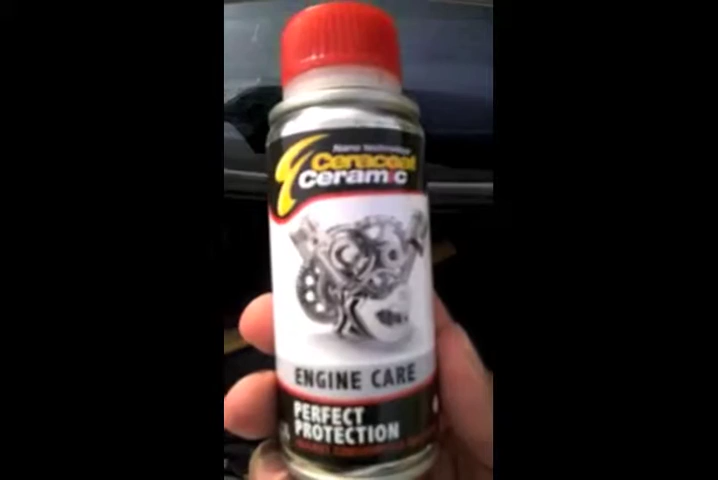 Nano technology
Ceracoat
Ceramic
ENGINE CARE
PERFECT
PROTECTION